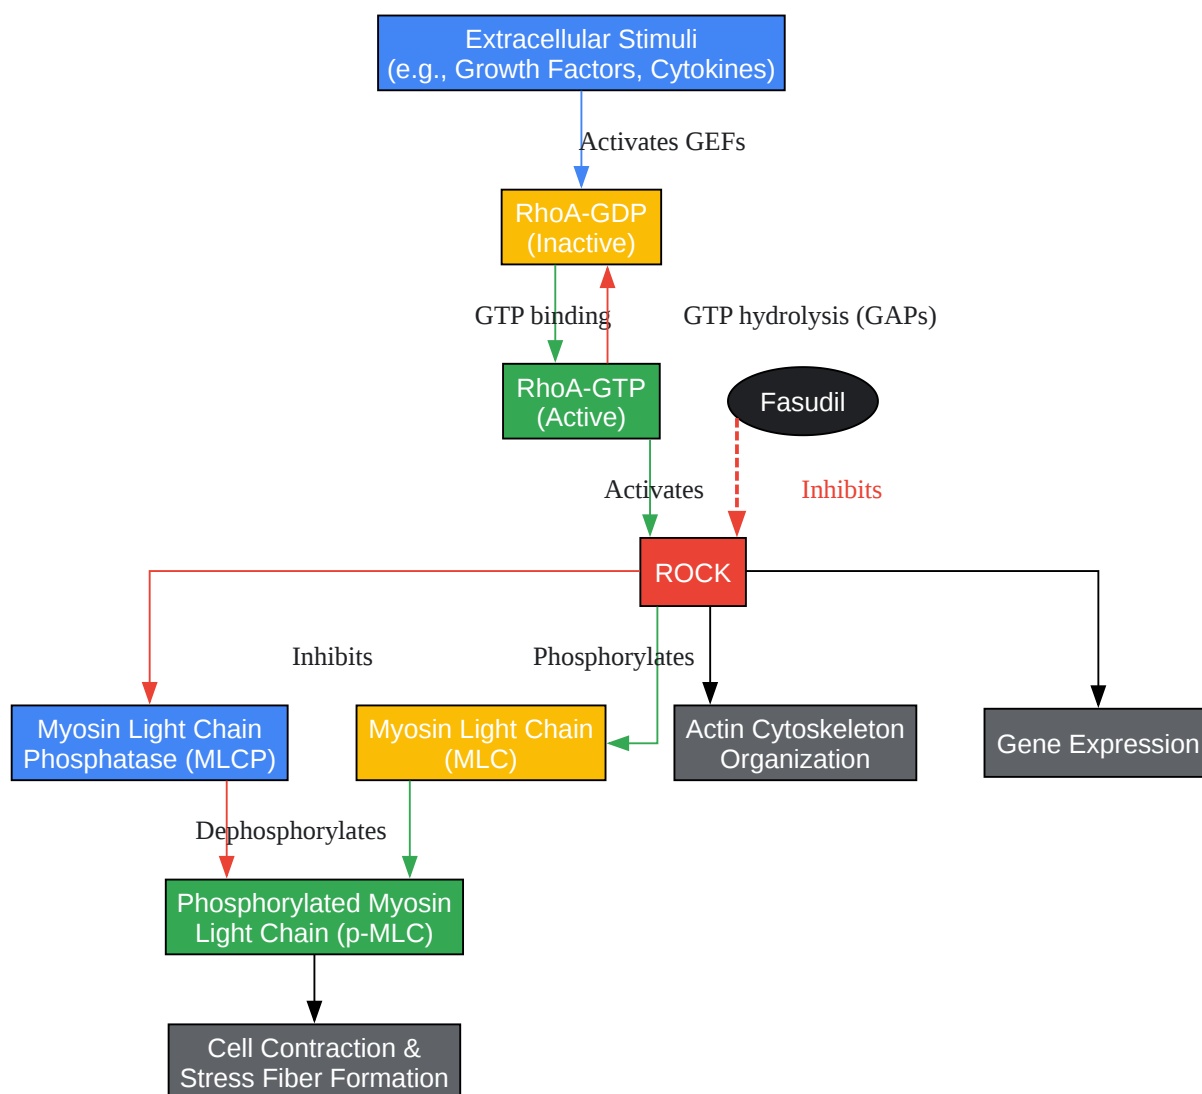 Extracellular Stimuli
(e.g., Growth Factors, Cytokines)
Activates GEFs
RhoA-GDP
(Inactive)
GTP binding
GTP hydrolysis (GAPs)
RhoA-GTP
(Active)
Fasudil
Activates
Inhibits
ROCK
Inhibits
Phosphorylates
Myosin Light Chain
Phosphatase (MLCP)
Myosin Light Chain
(MLC)
Actin Cytoskeleton
Organization
Gene Expression
Dephosphorylates
Phosphorylated Myosin
Light Chain (p-MLC)
Cell Contraction &
Stress Fiber Formation